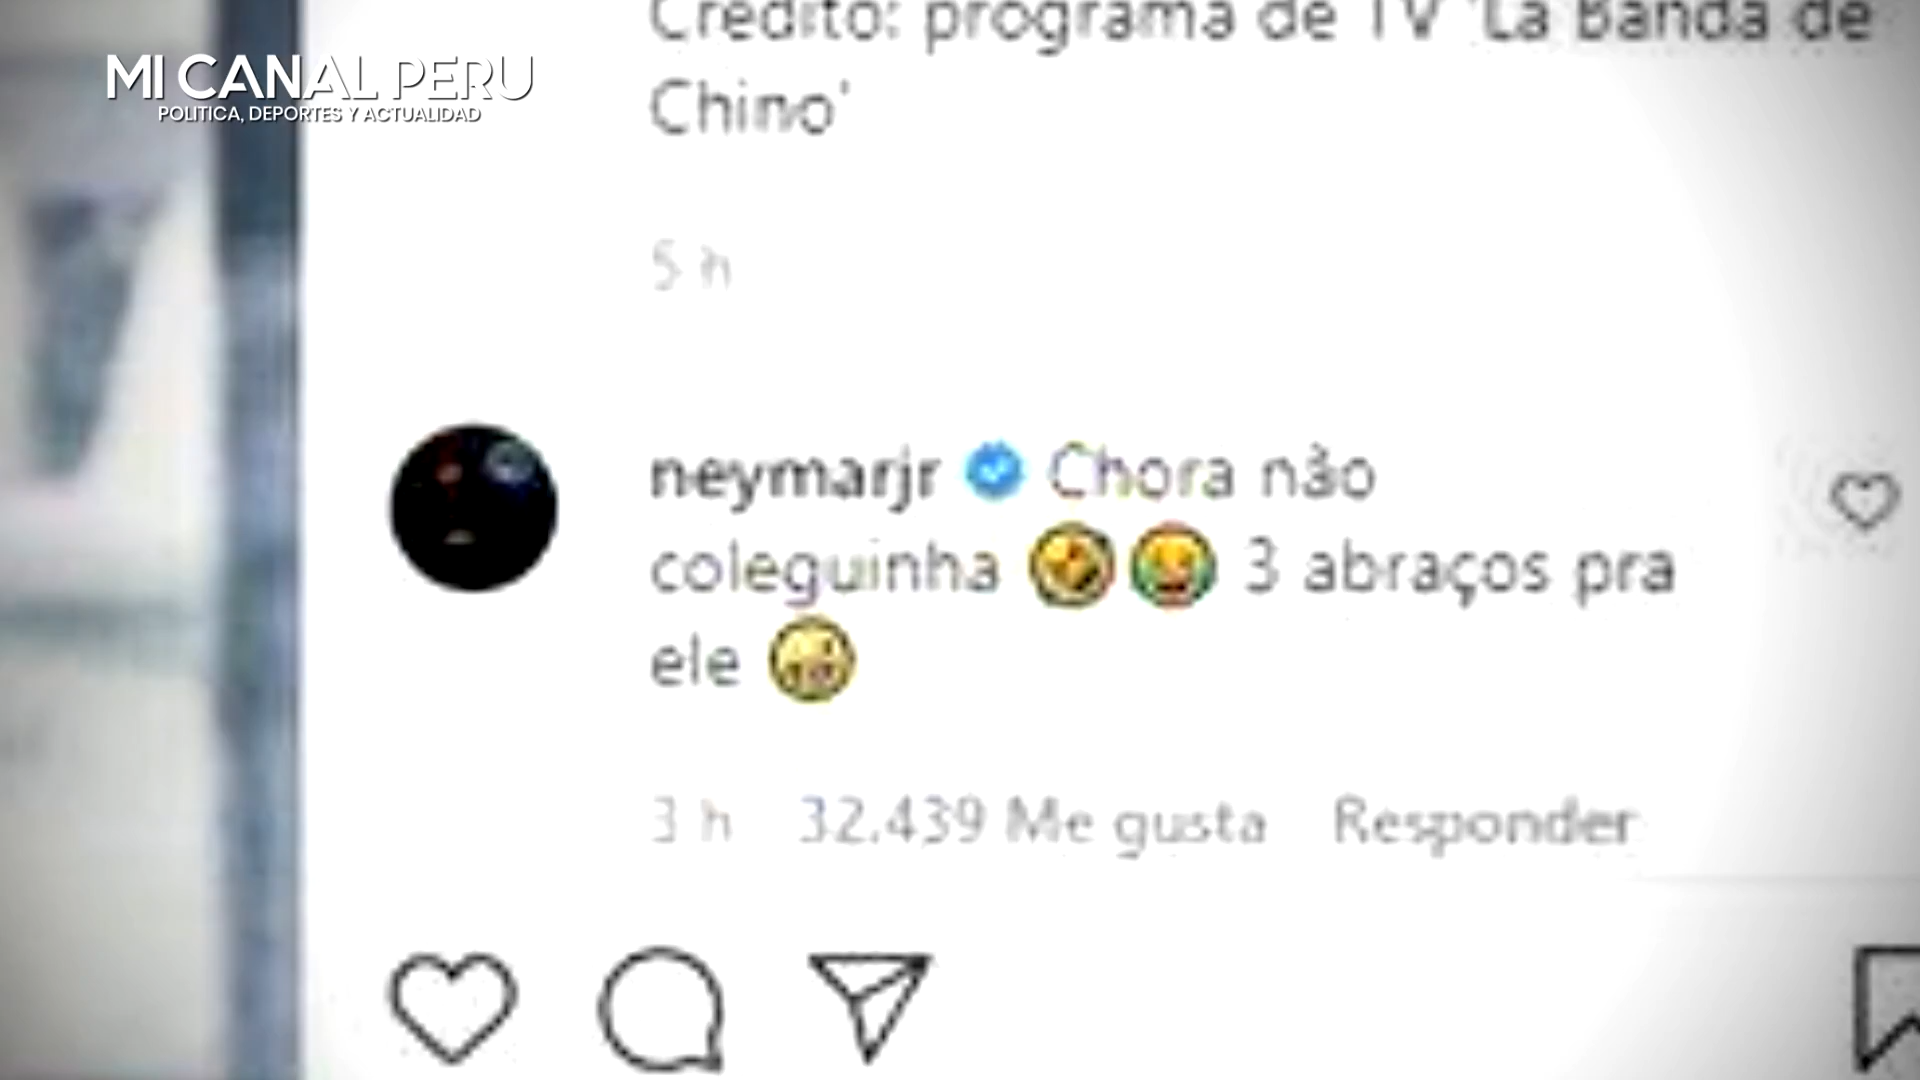 Crédito: programa de TV 'La Banda de
Chino'
MI CANAL PERU
POLITICA, DEPORTES Y ACTUALIDAD
5 h
neymarjr Chora não
coleguinha 🤣😭 3 abraços pra
ele 😝
3 h 32.439 Me gusta Responder